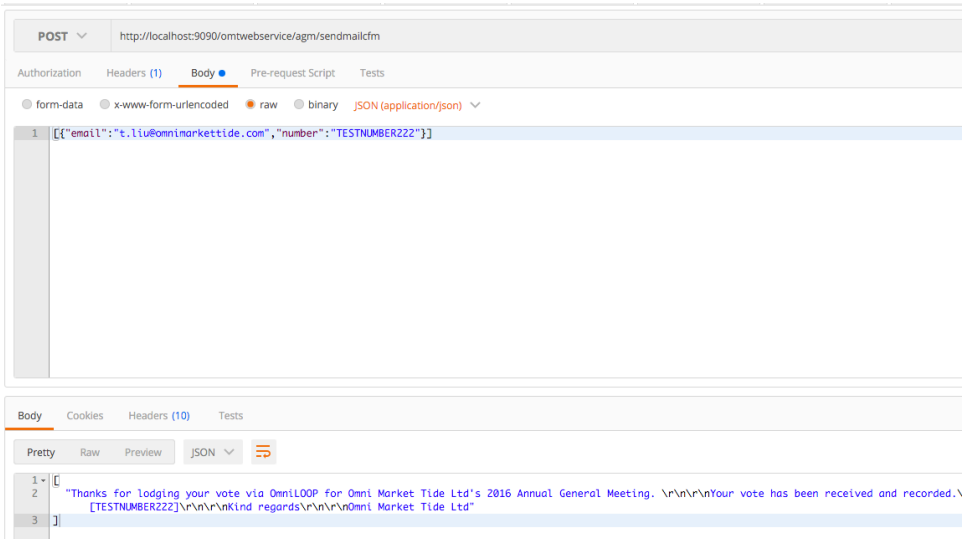 POST
http://localhost:9090/omtwebservice/agm/sendmailcfm
Authorization Headers (1) Body Pre-request Script Tests
form-data x-www-form-urlencoded raw binary JSON (application/json)
1 [{"email":"t.liu@omnimarkettide.com","number":"TESTNUMBER222"}]
Body Cookies Headers (10) Tests
Pretty Raw Preview JSON
1 [
2 "Thanks for lodging your vote via OmniLOOP for Omni Market Tide Ltd's 2016 Annual General Meeting. \r\n\r\nYour vote has been received and recorded.\
[TESTNUMBER222]\r\n\r\nKind regards\r\n\r\nOmni Market Tide Ltd"
3 ]